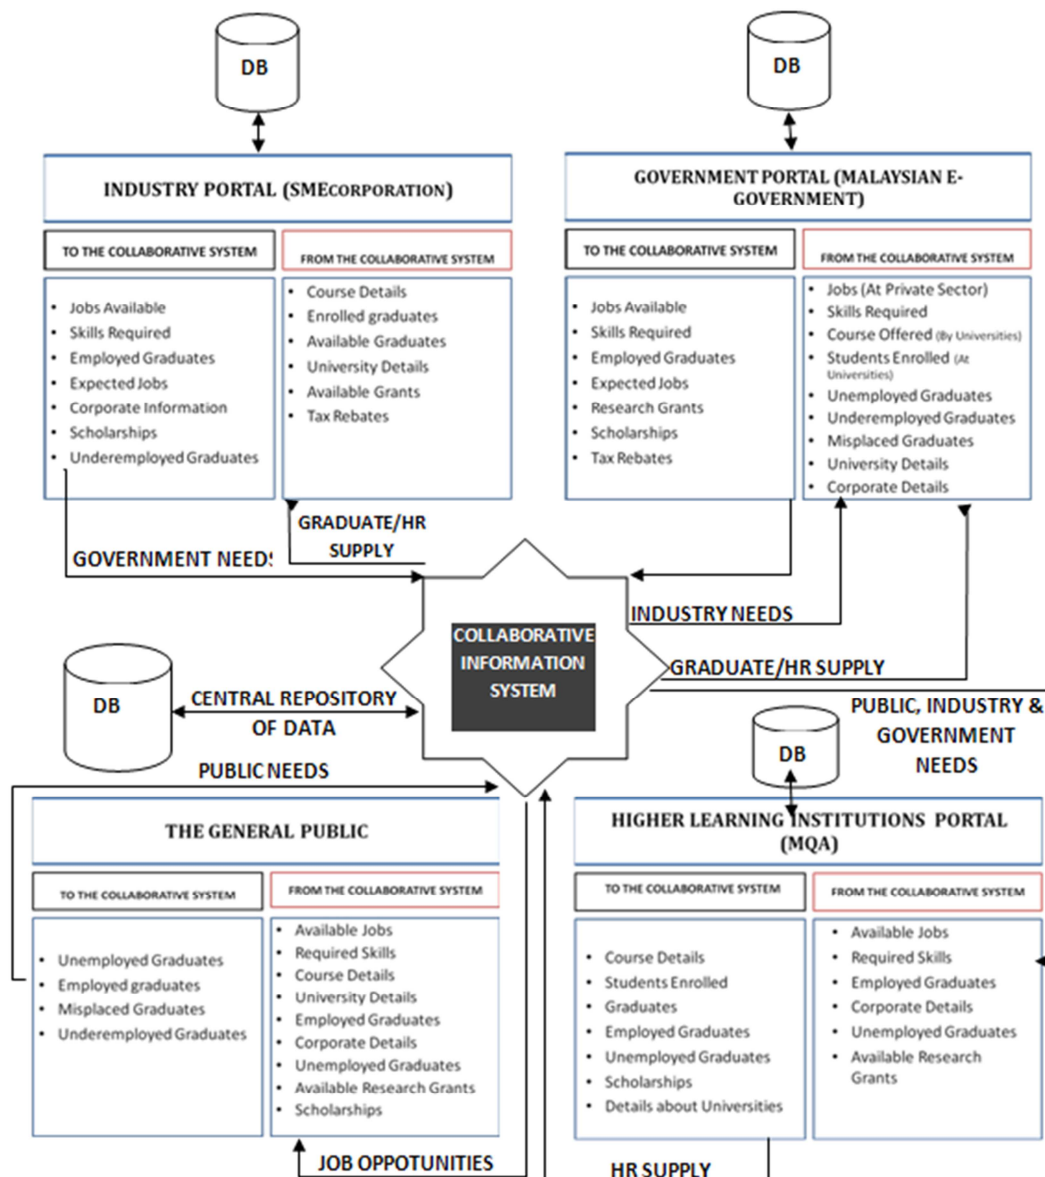 DB
DB
INDUSTRY PORTAL (SMECORPORATION)
TO THE COLLABORATIVE SYSTEM
FROM THE COLLABORATIVE SYSTEM
• Jobs Available
• Skills Required
• Employed Graduates
• Expected Jobs
• Corporate Information
• Scholarships
• Underemployed Graduates
• Course Details
• Enrolled graduates
• Available Graduates
• University Details
• Available Grants
• Tax Rebates
GOVERNMENT PORTAL (MALAYSIAN E-
GOVERNMENT)
TO THE COLLABORATIVE SYSTEM
FROM THE COLLABORATIVE SYSTEM
• Jobs Available
• Skills Required
• Employed Graduates
• Expected Jobs
• Research Grants
• Scholarships
• Tax Rebates
• Jobs (At Private Sector)
• Skills Required
• Course Offered (By Universities)
• Students Enrolled (At
Universities)
• Unemployed Graduates
• Underemployed Graduates
• Misplaced Graduates
• University Details
• Corporate Details
GRADUATE/HR
SUPPLY
GOVERNMENT NEEDS
INDUSTRY NEEDS
COLLABORATIVE
INFORMATION
SYSTEM
GRADUATE/HR SUPPLY
DB
CENTRAL REPOSITORY
OF DATA
PUBLIC, INDUSTRY &
GOVERNMENT
NEEDS
DB
PUBLIC NEEDS
THE GENERAL PUBLIC
TO THE COLLABORATIVE SYSTEM
FROM THE COLLABORATIVE SYSTEM
• Unemployed Graduates
• Employed graduates
• Misplaced Graduates
• Underemployed Graduates
• Available Jobs
• Required Skills
• Course Details
• University Details
• Employed Graduates
• Corporate Details
• Unemployed Graduates
• Available Research Grants
• Scholarships
JOB OPPOTUNITIES
HIGHER LEARNING INSTITUTIONS PORTAL
(MQA)
TO THE COLLABORATIVE SYSTEM
FROM THE COLLABORATIVE SYSTEM
• Course Details
• Students Enrolled
• Graduates
• Employed Graduates
• Unemployed Graduates
• Scholarships
• Details about Universities
• Available Jobs
• Required Skills
• Employed Graduates
• Corporate Details
• Unemployed Graduates
• Available Research
Grants
HR SUPPLY